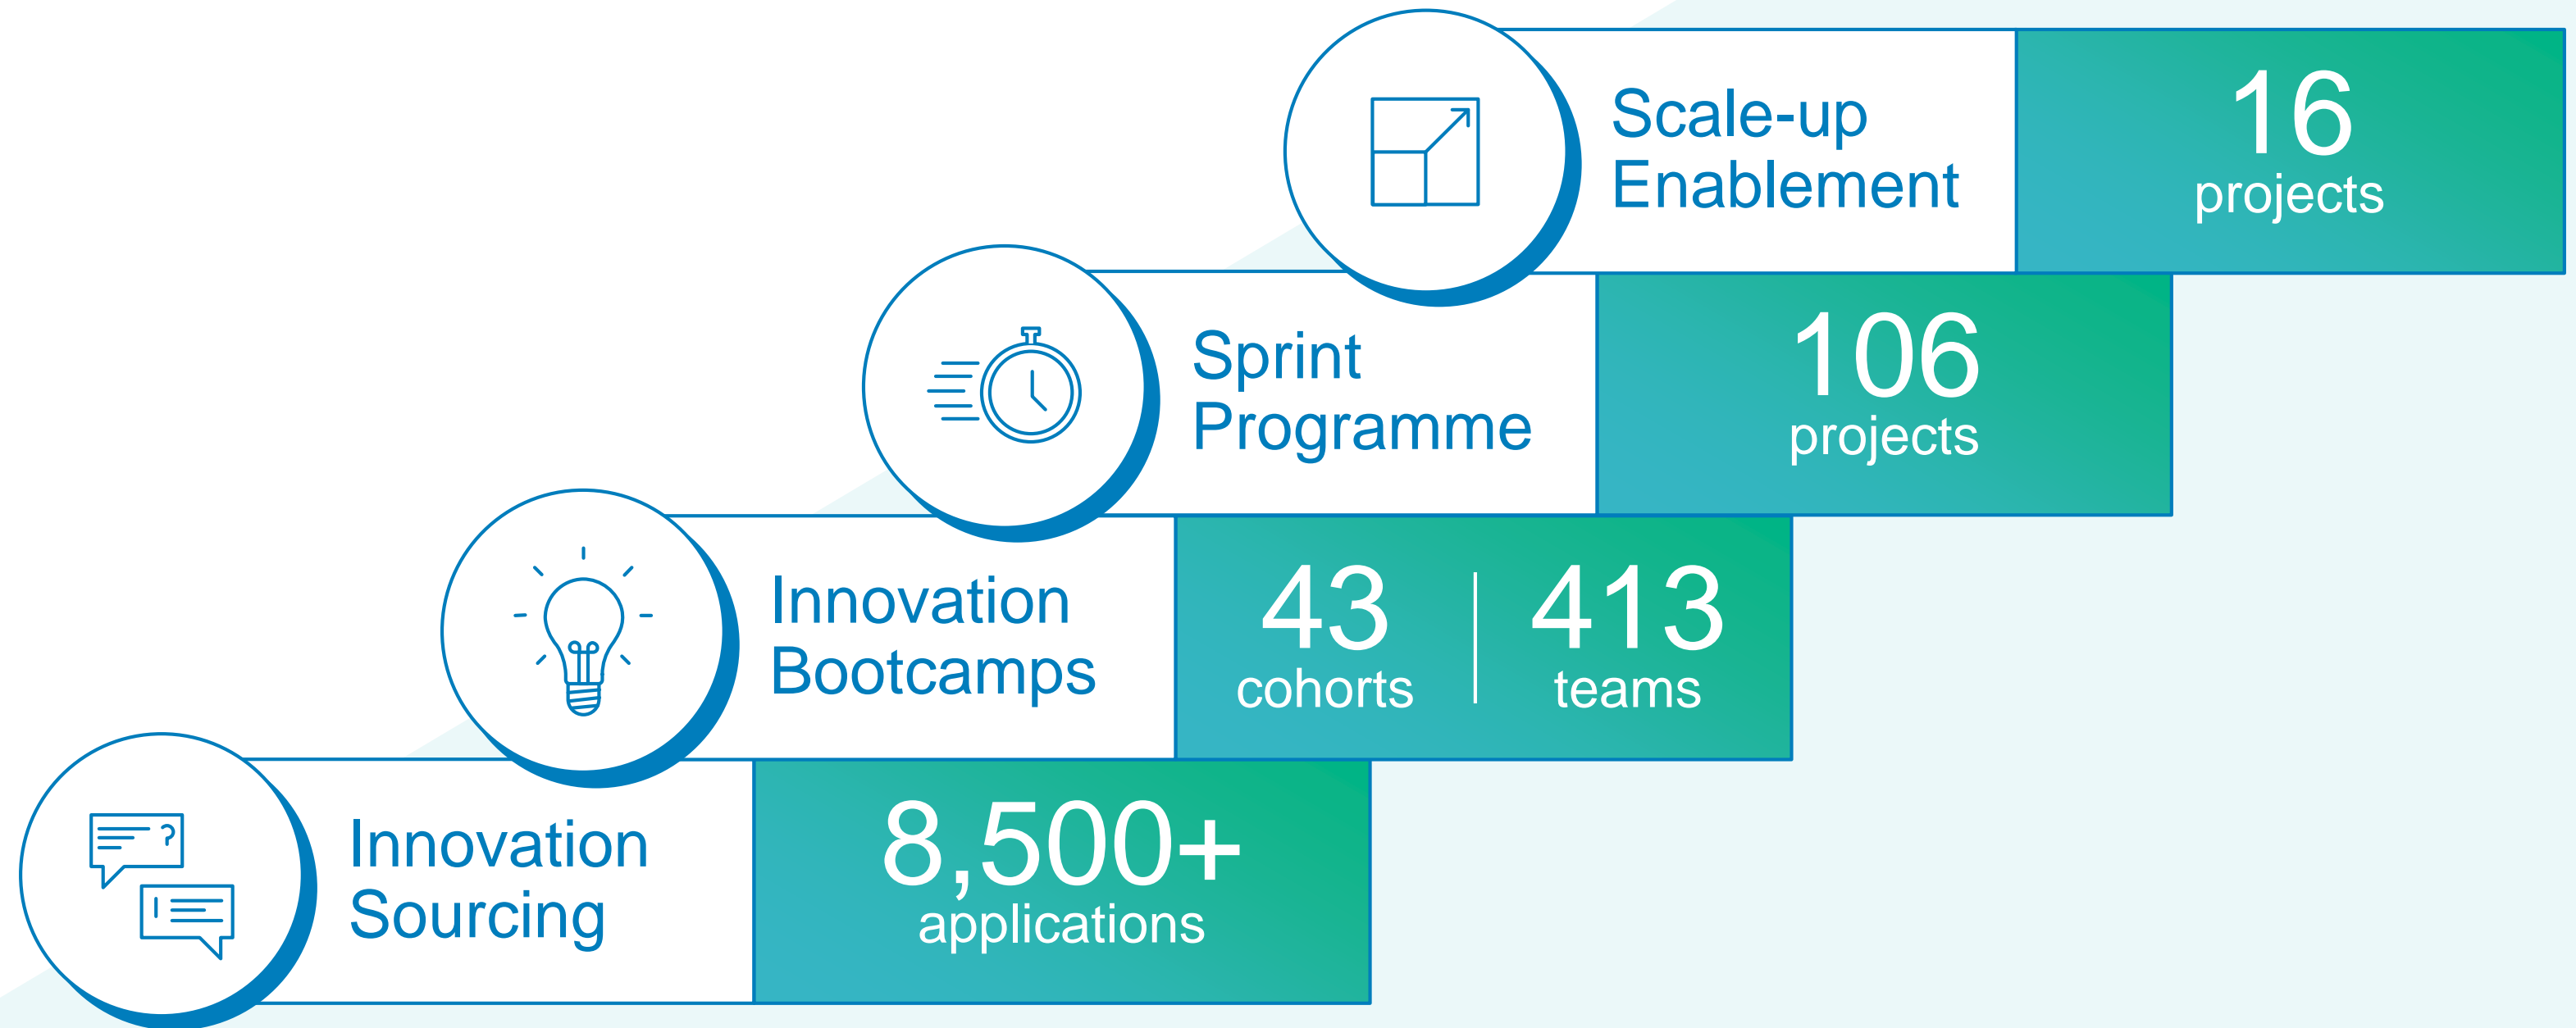 Scale-up
Enablement
16
projects
Sprint
Programme
106
projects
Innovation
Bootcamps
43
cohorts
413
teams
?
Innovation
Sourcing
8,500+
applications